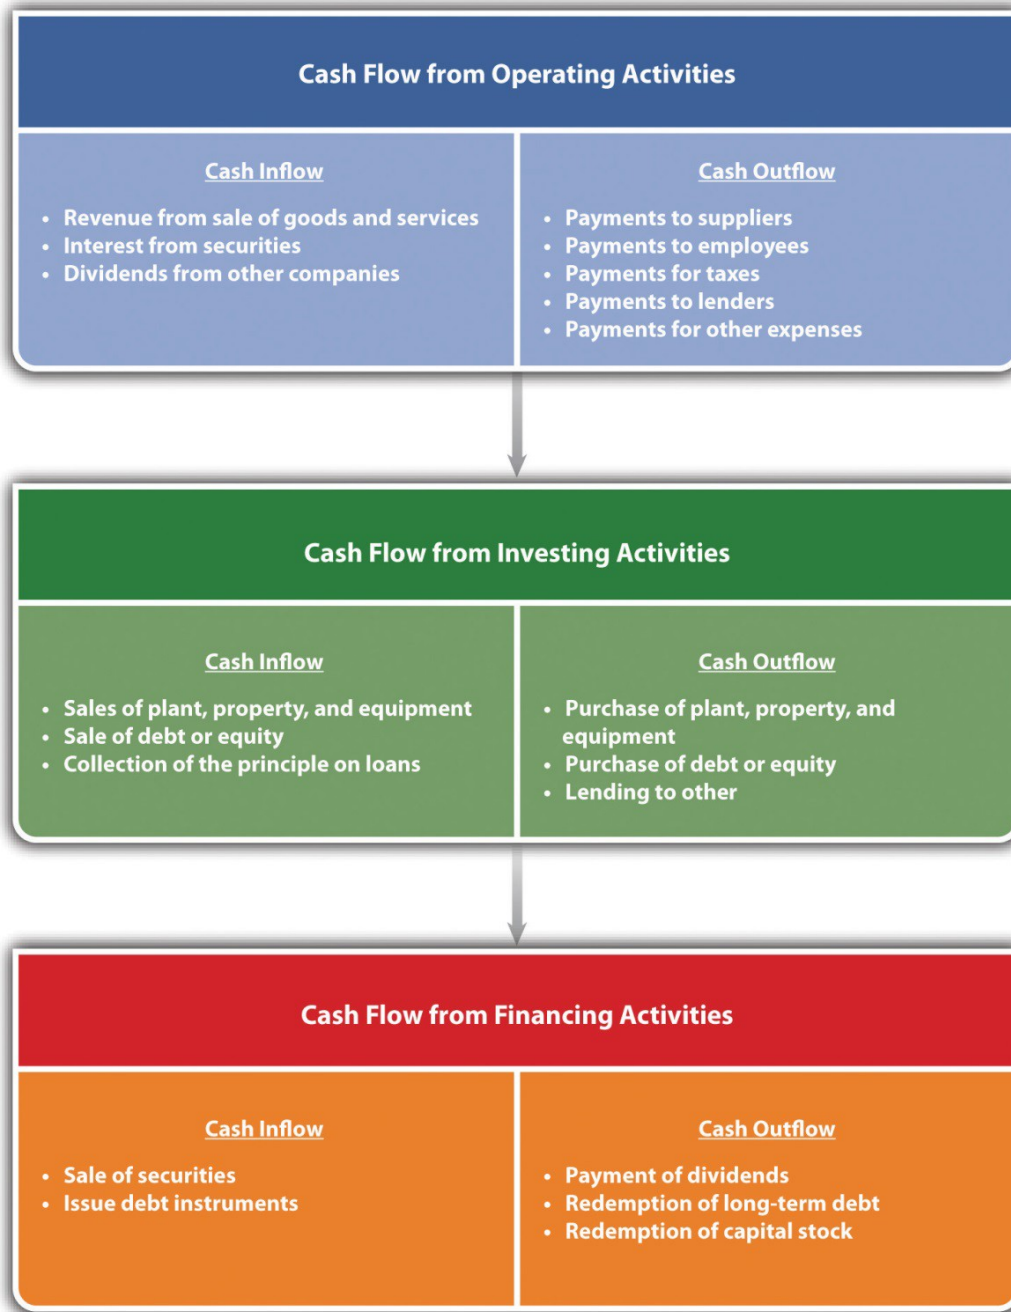 Cash Flow from Operating Activities
Cash Inflow
• Revenue from sale of goods and services
• Interest from securities
• Dividends from other companies
Cash Outflow
• Payments to suppliers
• Payments to employees
• Payments for taxes
• Payments to lenders
• Payments for other expenses
Cash Flow from Investing Activities
Cash Inflow
• Sales of plant, property, and equipment
• Sale of debt or equity
• Collection of the principle on loans
Cash Outflow
• Purchase of plant, property, and
equipment
• Purchase of debt or equity
• Lending to other
Cash Flow from Financing Activities
Cash Inflow
• Sale of securities
• Issue debt instruments
Cash Outflow
• Payment of dividends
• Redemption of long-term debt
• Redemption of capital stock